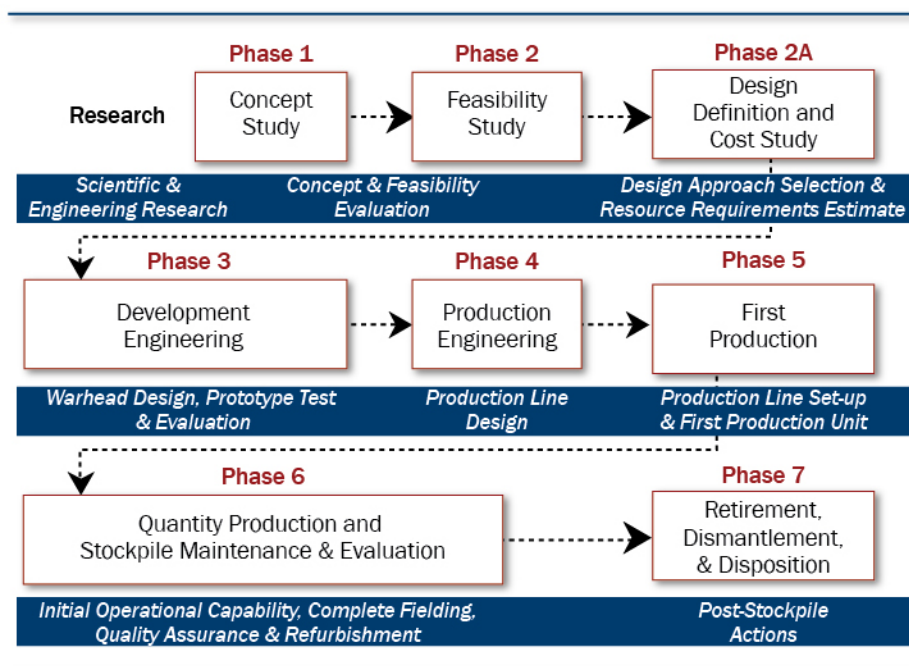 Phase 1
Phase 2
Phase 2A
Research
Concept
Study
Feasibility
Study
Design
Definition and
Cost Study
Scientific &
Engineering Research
Concept & Feasibility
Evaluation
Design Approach Selection &
Resource Requirements Estimate
Phase 3
Phase 4
Phase 5
Development
Engineering
Production
Engineering
First
Production
Warhead Design, Prototype Test
& Evaluation
Production Line
Design
Production Line Set-up
& First Production Unit
Phase 6
Phase 7
Quantity Production and
Stockpile Maintenance & Evaluation
Retirement,
Dismantlement,
& Disposition
Initial Operational Capability, Complete Fielding,
Quality Assurance & Refurbishment
Post-Stockpile
Actions